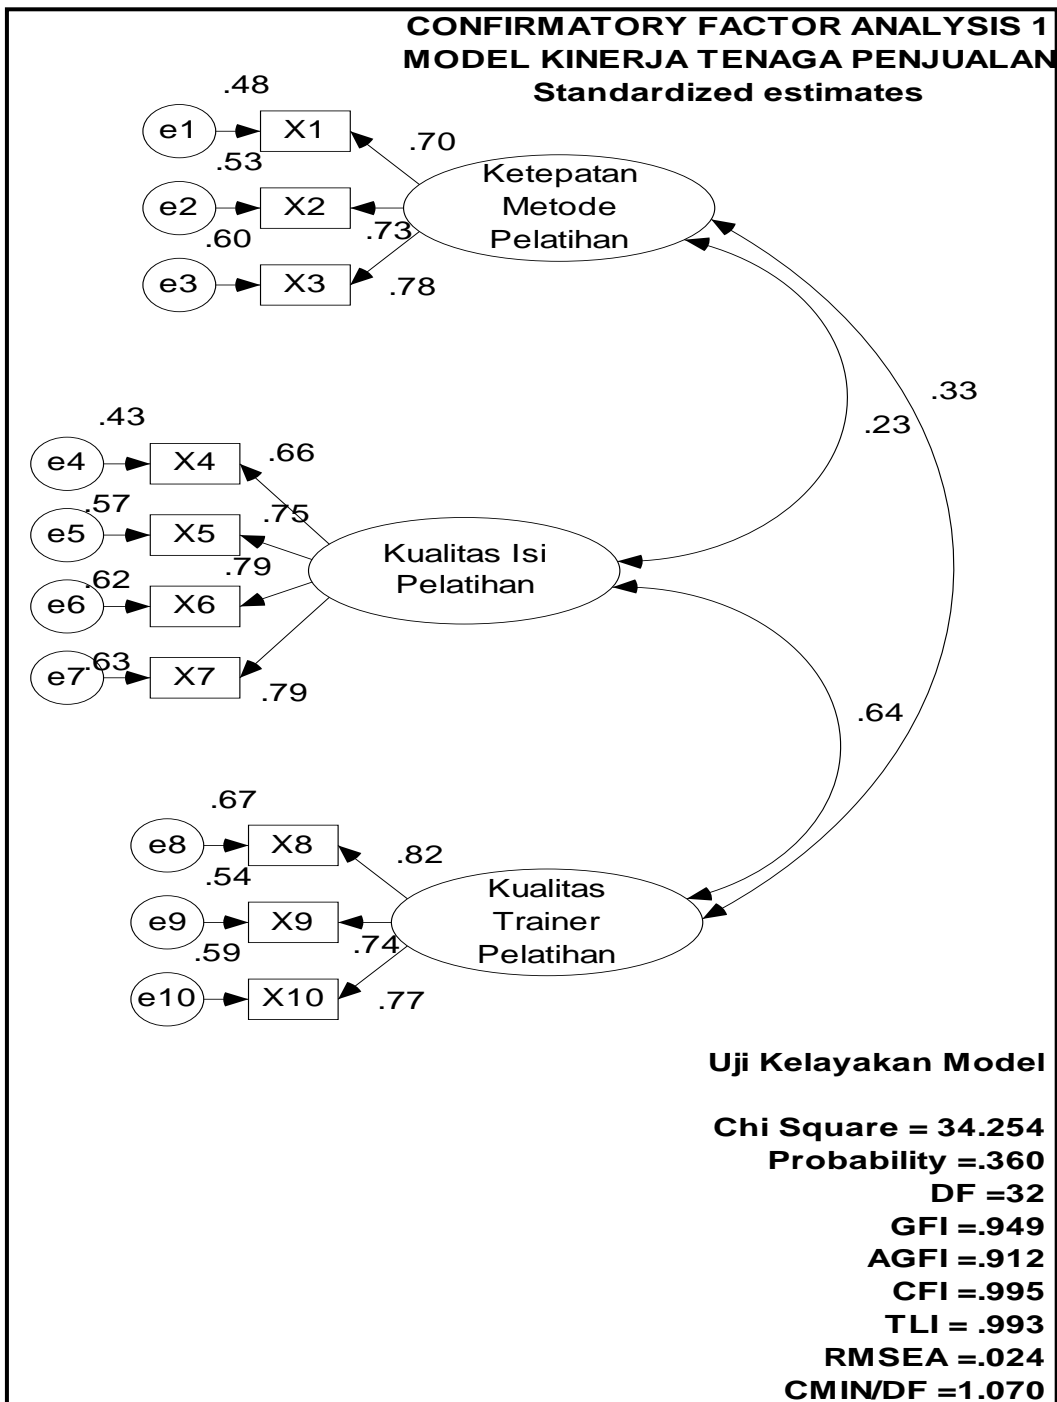 CONFIRMATORY FACTOR ANALYSIS 1
MODEL KINERJA TENAGA PENJUALAN
Standardized estimates
.48
e1
X1
.70
.53
e2
X2
.73
.60
e3
X3
.78
Ketepatan
Metode
Pelatihan
.33
.23
.43
e4
X4
.66
.57
e5
X5
.75
.62
e6
X6
.79
.63
e7
X7
.79
Kualitas Isi
Pelatihan
.64
.67
e8
X8
.82
.54
e9
X9
.74
.59
e10
X10
.77
Kualitas
Trainer
Pelatihan
Uji Kelayakan Model
Chi Square = 34.254
Probability =.360
DF =32
GFI =.949
AGFI =.912
CFI =.995
TLI = .993
RMSEA =.024
CMIN/DF =1.070